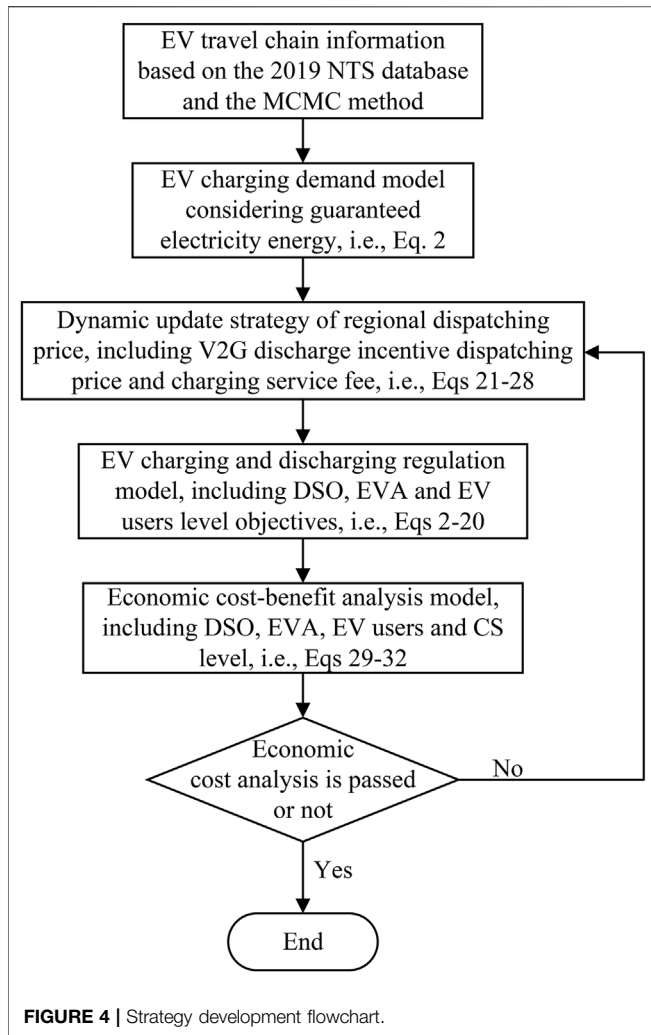 EV travel chain information
based on the 2019 NTS database
and the MCMC method
EV charging demand model
considering guaranteed
electricity energy, i.e., Eq. 2
Dynamic update strategy of regional dispatching
price, including V2G discharge incentive dispatching
price and charging service fee, i.e., Eqs 21-28
EV charging and discharging regulation
model, including DSO, EVA and EV
users level objectives, i.e., Eqs 2-20
Economic cost-benefit analysis model,
including DSO, EVA, EV users and CS
level, i.e., Eqs 29-32
Economic
cost analysis is passed
or not
No
Yes
End
FIGURE 4 | Strategy development flowchart.